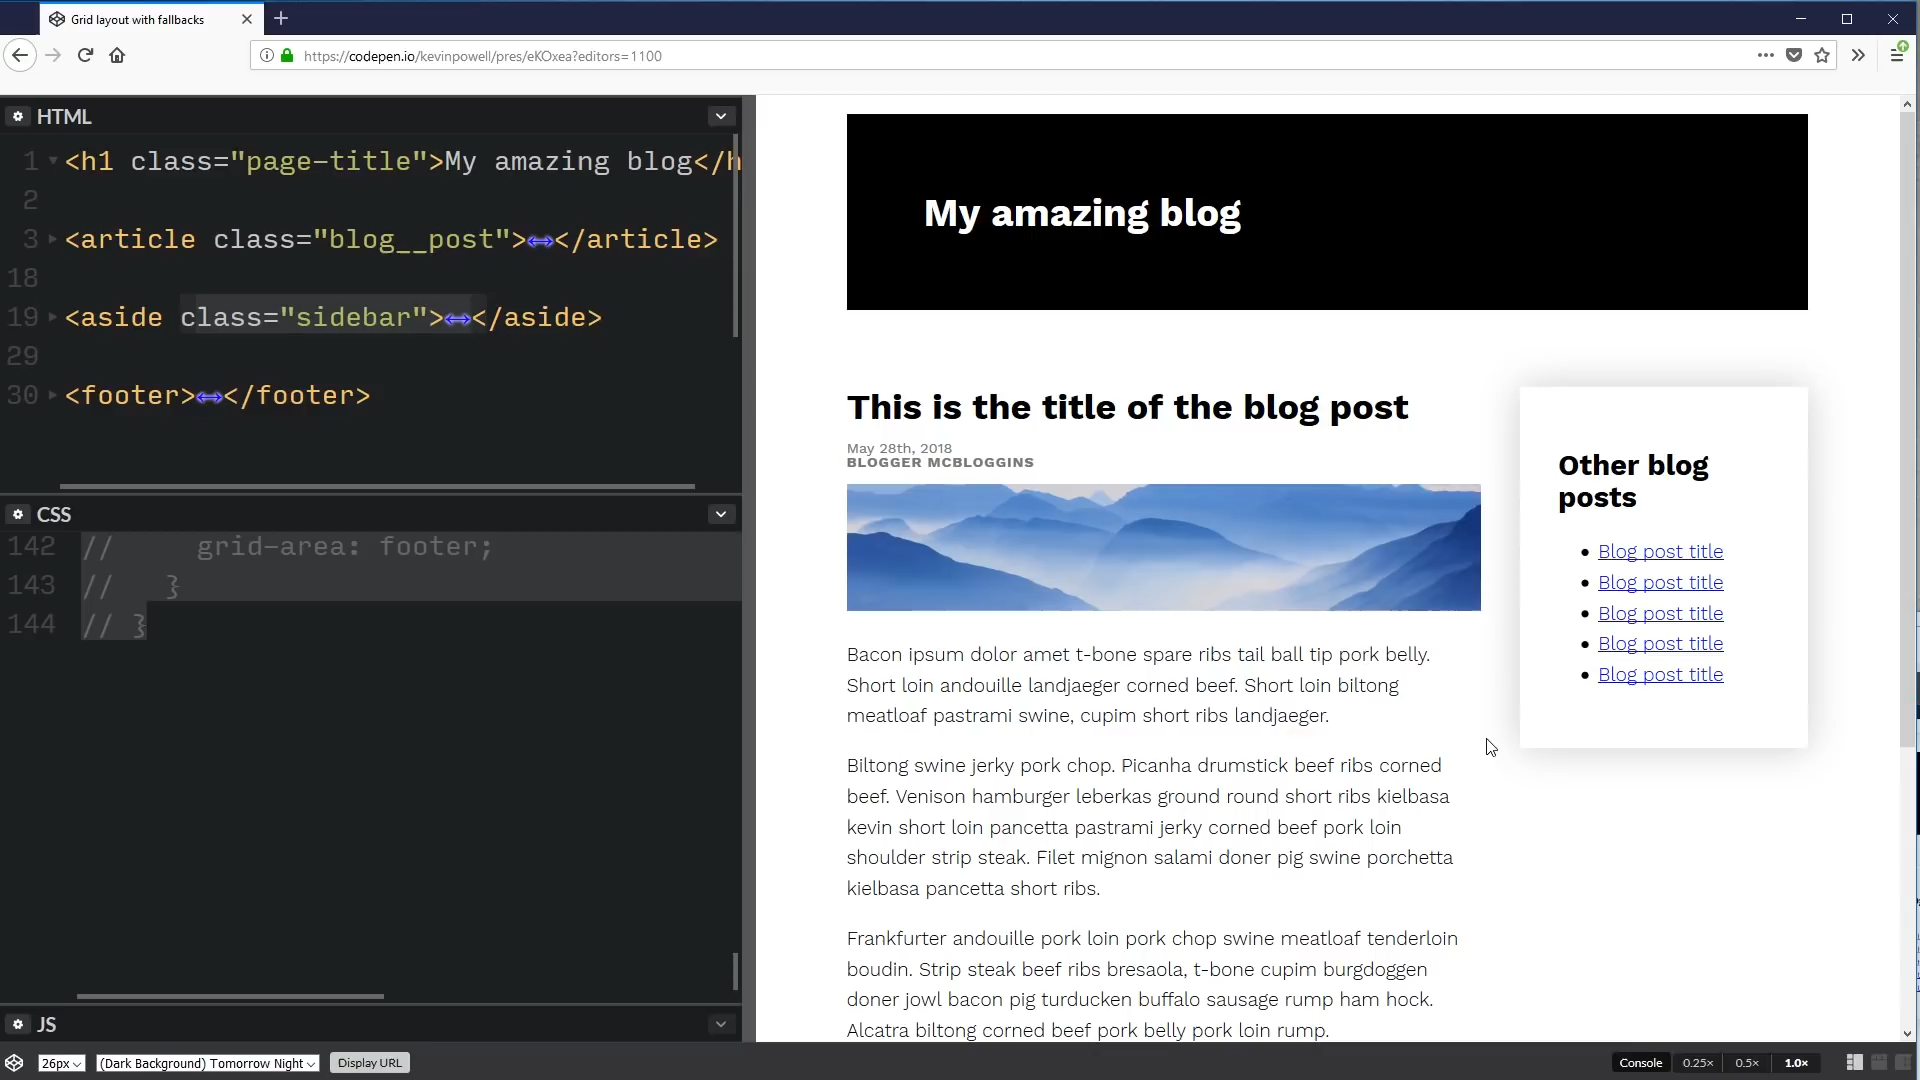 Grid layout with fallbacks
https://codepen.io/kevinpowell/pres/eKOxea?editors=1100
HTML
1 <h1 class="page-title">My amazing blog</h
2
3 <article class="blog__post"></article>
18
19 <aside class="sidebar"></aside>
29
30 <footer></footer>
CSS
142 // grid-area: footer;
143 // }
144 // }
JS
My amazing blog
This is the title of the blog post
May 28th, 2018
BLOGGER MCBLOGGINS
Bacon ipsum dolor amet t-bone spare ribs tail ball tip pork belly.
Short loin andouille landjaeger corned beef. Short loin biltong
meatloaf pastrami swine, cupim short ribs landjaeger.
Biltong swine jerky pork chop. Picanha drumstick beef ribs corned
beef. Venison hamburger leberkas ground round short ribs kielbasa
kevin short loin pancetta pastrami jerky corned beef pork loin
shoulder strip steak. Filet mignon salami doner pig swine porchetta
kielbasa pancetta short ribs.
Frankfurter andouille pork loin pork chop swine meatloaf tenderloin
boudin. Strip steak beef ribs bresaola, t-bone cupim burgdoggen
doner jowl bacon pig turducken buffalo sausage rump ham hock.
Alcatra biltong corned beef pork belly pork loin rump.
Other blog
posts
Blog post title
Blog post title
Blog post title
Blog post title
Blog post title
26px
(Dark Background) Tomorrow Night
Display URL
Console
0.25×
0.5×
1.0×